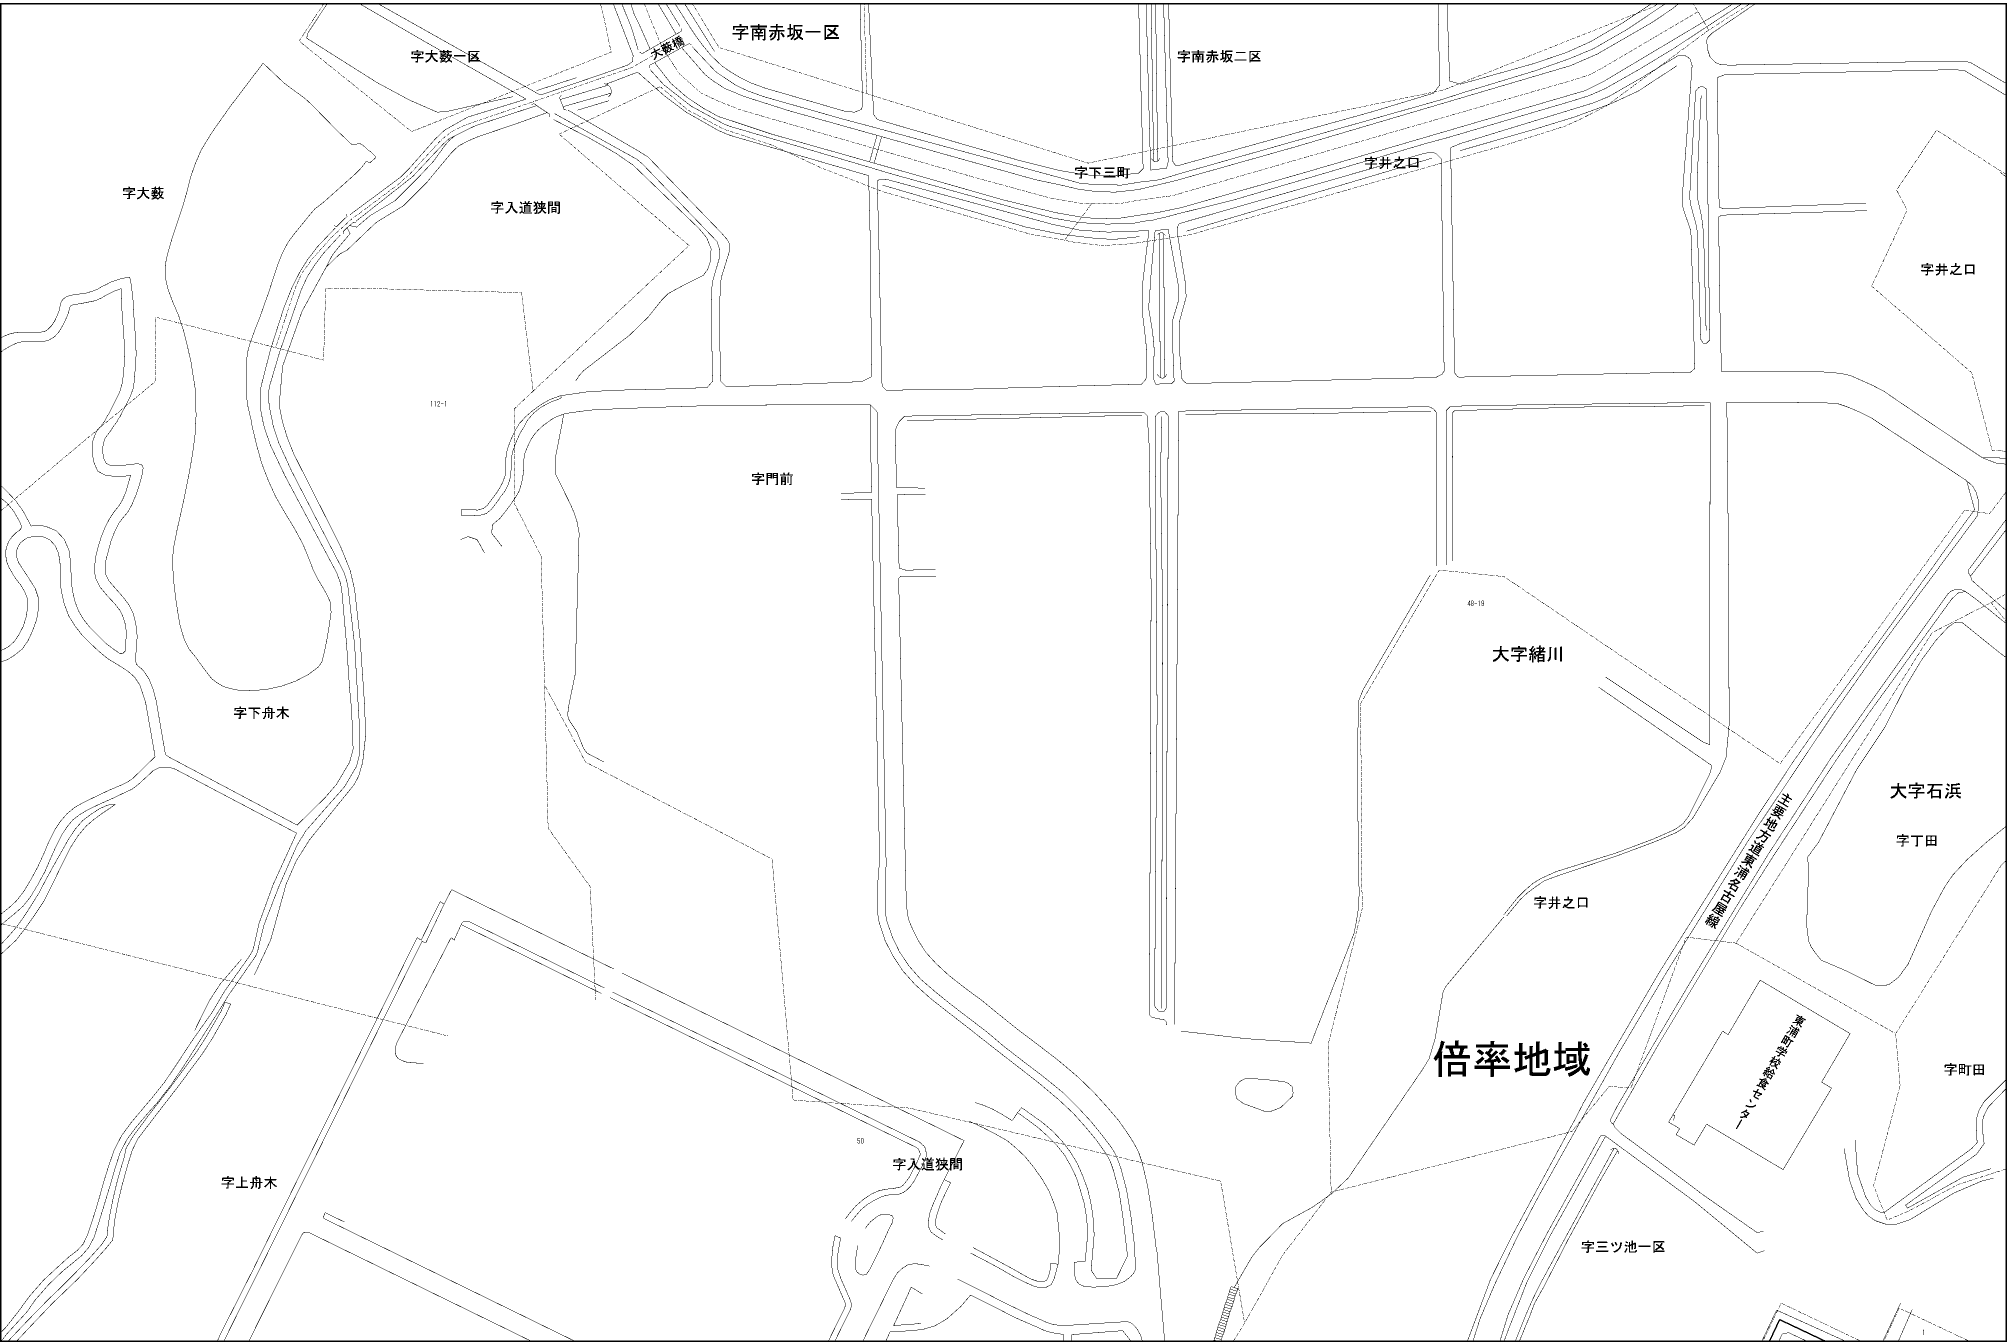 字南赤坂一区
大薮橋
字大薮一区
字南赤坂二区
字井之口
字下三町
字大薮
字入道狭間
字井之口
112-1
字門前
48-19
大字緒川
字下舟木
大字石浜
主要地方道東浦名古屋線
字丁田
字井之口
東浦町学校給食センター
倍率地域
字町田
50
字入道狭間
字上舟木
字三ツ池一区
1